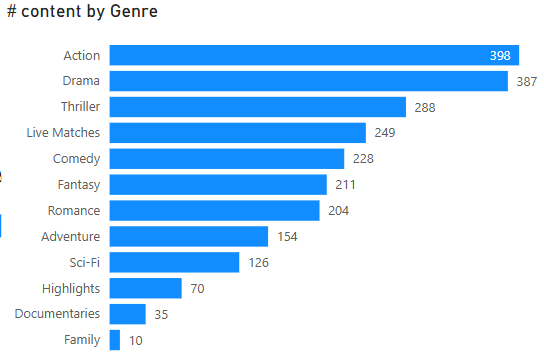 # content by Genre
Action 398
Drama 387
Thriller 288
Live Matches 249
Comedy 228
Fantasy 211
Romance 204
Adventure 154
Sci-Fi 126
Highlights 70
Documentaries 35
Family 10